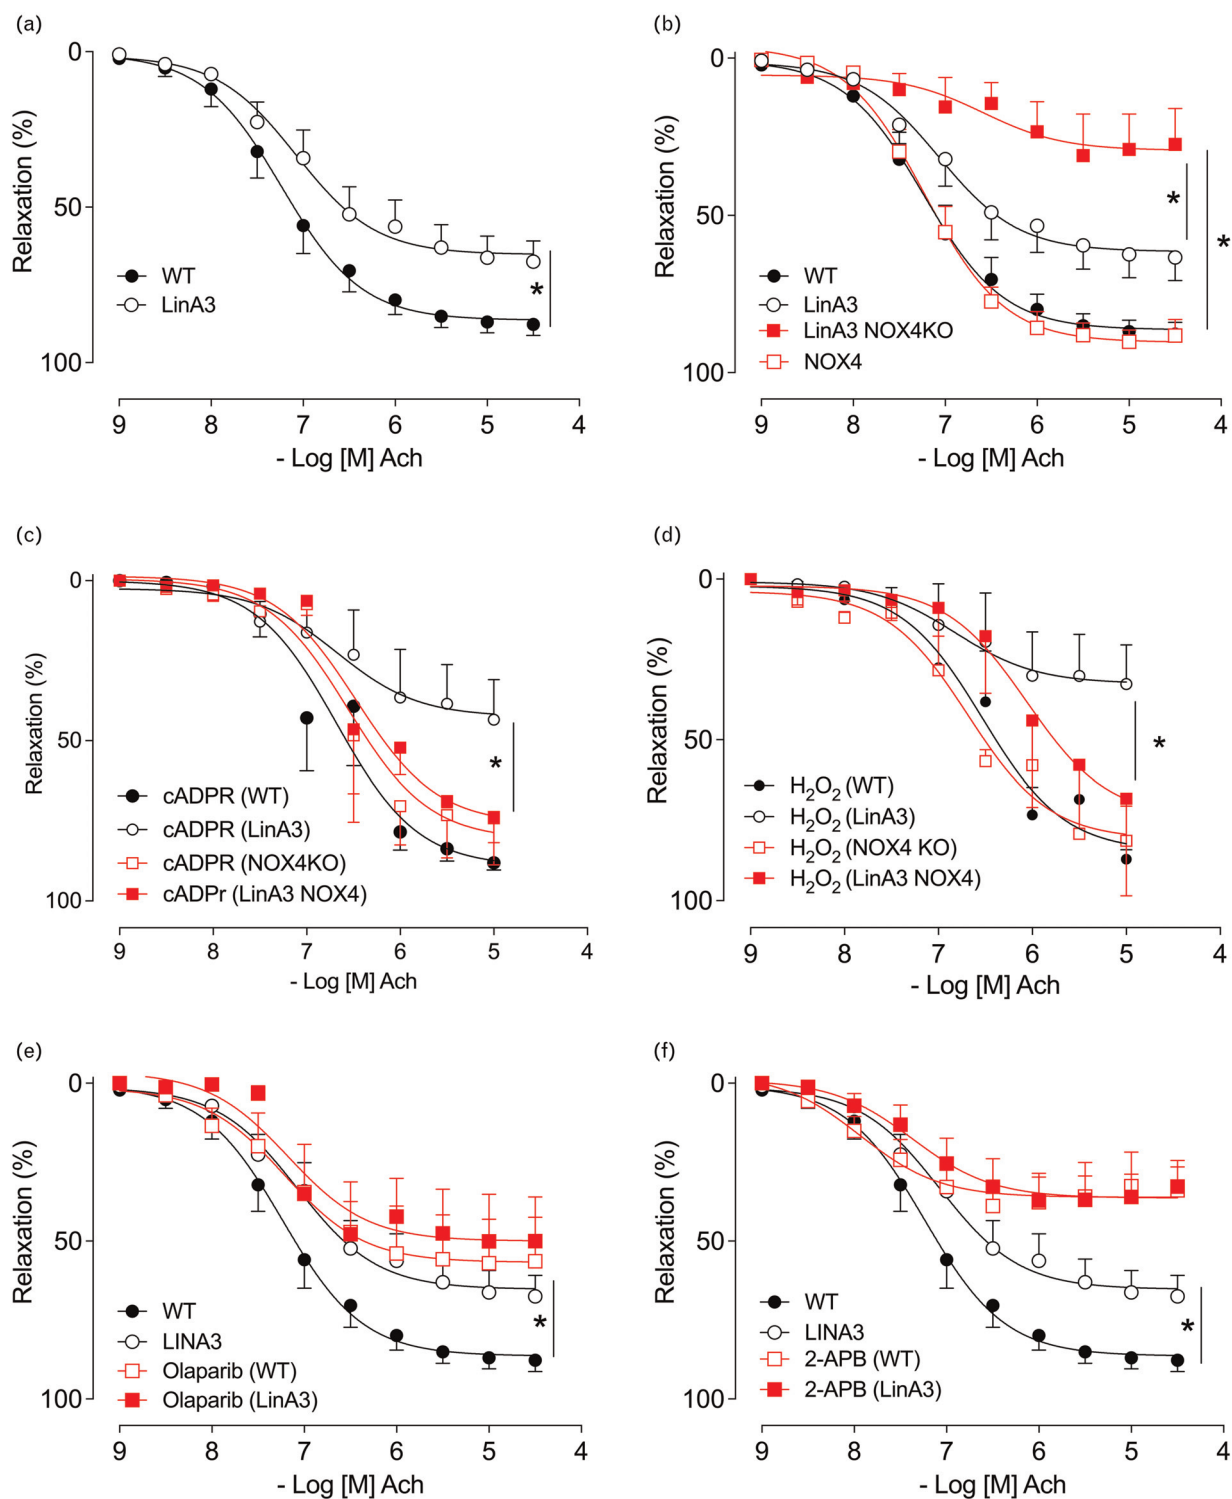 (a)
0
50
100
Relaxation (%)
WT
LinA3
*
9 8 7 6 5 4
- Log [M] Ach
(b)
0
50
100
Relaxation (%)
WT
LinA3
LinA3 NOX4KO
NOX4
*
*
9 8 7 6 5 4
- Log [M] Ach
(c)
0
50
100
Relaxation (%)
cADPR (WT)
cADPR (LinA3)
cADPR (NOX4KO)
cADPr (LinA3 NOX4)
*
9 8 7 6 5 4
- Log [M] Ach
(d)
0
50
100
Relaxation (%)
H₂O₂ (WT)
H₂O₂ (LinA3)
H₂O₂ (NOX4 KO)
H₂O₂ (LinA3 NOX4)
*
9 8 7 6 5 4
- Log [M] Ach
(e)
0
50
100
Relaxation (%)
WT
LINA3
Olaparib (WT)
Olaparib (LinA3)
*
9 8 7 6 5 4
- Log [M] Ach
(f)
0
50
100
Relaxation (%)
WT
LINA3
2-APB (WT)
2-APB (LinA3)
*
9 8 7 6 5 4
- Log [M] Ach